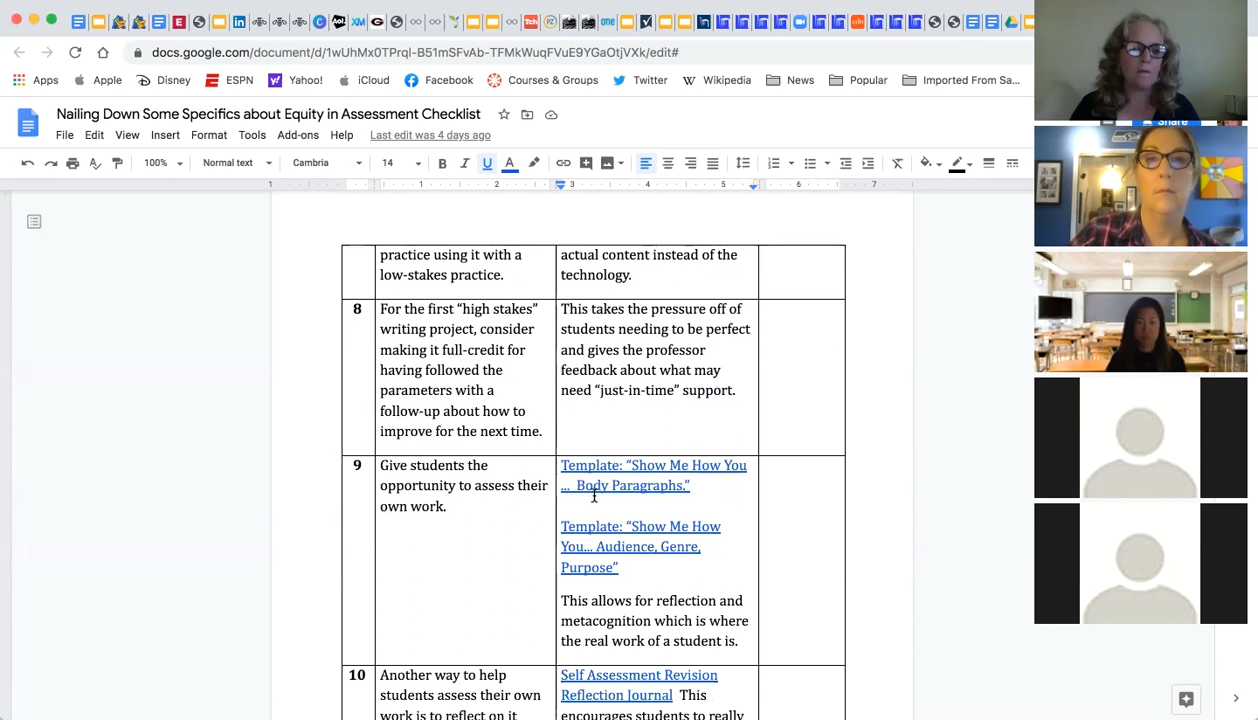 docs.google.com/document/d/1wUhMx0TPrql-B51mSFvAb-TFMkWuqFVuE9YGaOtjVXk/edit#
Apps Apple Disney ESPN Yahoo! iCloud Facebook Courses & Groups Twitter Wikipedia News Popular Imported From Sa...
Nailing Down Some Specifics about Equity in Assessment Checklist
Share
File Edit View Insert Format Tools Add-ons Help Last edit was 4 days ago
100% Normal text Cambria 14
1 1 2 3 4 5 6 7
practice using it with a
low-stakes practice.
actual content instead of the
technology.
8
For the first “high stakes”
writing project, consider
making it full-credit for
having followed the
parameters with a
follow-up about how to
improve for the next time.
This takes the pressure off of
students needing to be perfect
and gives the professor
feedback about what may
need “just-in-time” support.
9
Give students the
opportunity to assess their
own work.
Template: “Show Me How You
... Body Paragraphs.”
Template: “Show Me How
You... Audience, Genre,
Purpose”
This allows for reflection and
metacognition which is where
the real work of a student is.
10
Another way to help
students assess their own
work is to reflect on it
Self Assessment Revision
Reflection Journal This
encourages students to really